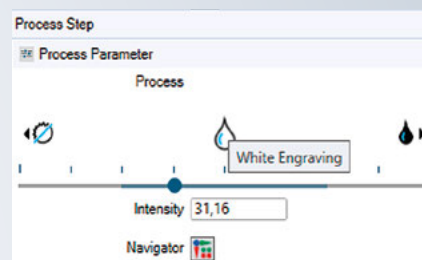 Process Step
Process Parameter
Process
White Engraving
Intensity 31,16
Navigator